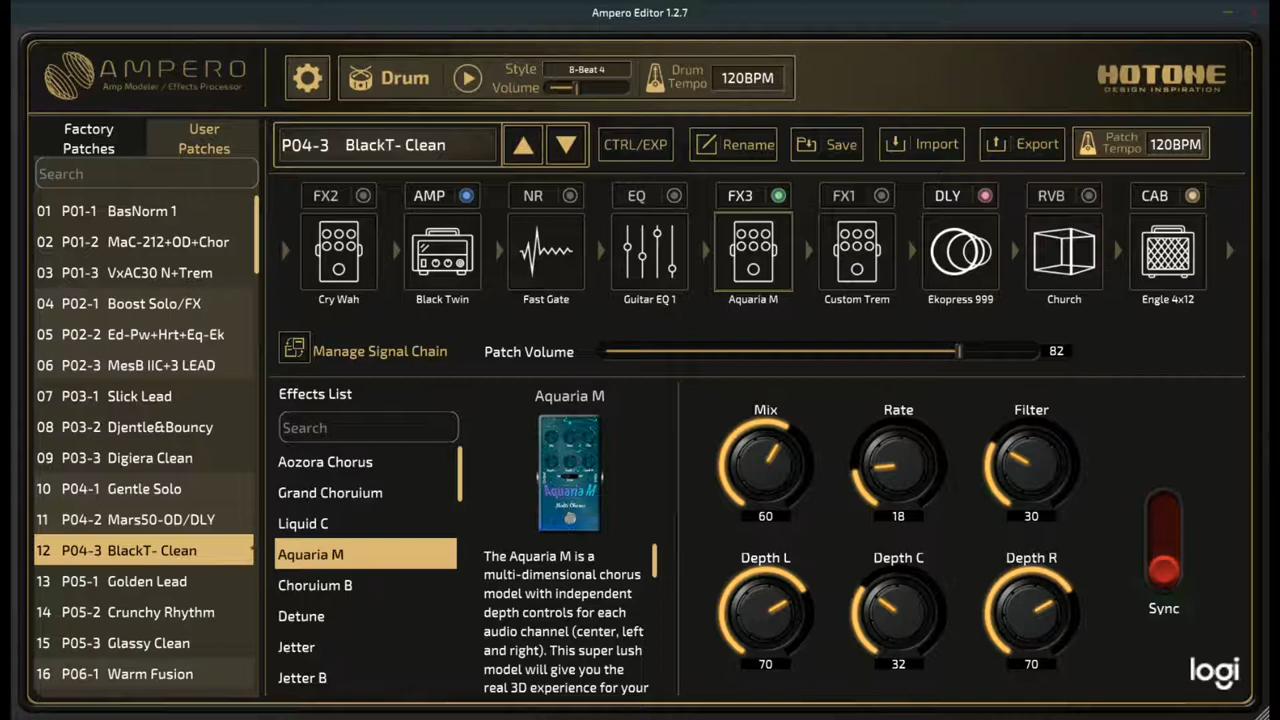 Ampero Editor 1.2.7
AMPERO
Amp Modeler / Effects Processor
Drum
Style
B-Beat 4
Volume
Drum
Tempo
120BPM
HOTONE
DESIGN INSPIRATION
Factory
Patches
User
Patches
P04-3 BlackT- Clean
CTRL/EXP
Rename
Save
Import
Export
Patch
Tempo
120BPM
Search
01 P01-1 BasNorm 1
02 P01-2 MaC-212+OD+Chor
03 P01-3 VxAC30 N+Trem
04 P02-1 Boost Solo/FX
05 P02-2 Ed-Pw+Hrt+Eq-Ek
06 P02-3 MesB IIC+3 LEAD
07 P03-1 Slick Lead
08 P03-2 Djentle&Bouncy
09 P03-3 Digiera Clean
10 P04-1 Gentle Solo
11 P04-2 Mars50-OD/DLY
12 P04-3 BlackT- Clean
13 P05-1 Golden Lead
14 P05-2 Crunchy Rhythm
15 P05-3 Glassy Clean
16 P06-1 Warm Fusion
FX2 AMP NR EQ FX3 FX1 DLY RVB CAB
Cry Wah Black Twin Fast Gate Guitar EQ 1 Aquaria M Custom Trem Ekopress 999 Church Engle 4x12
Manage Signal Chain
Patch Volume
82
Effects List
Search
Aozora Chorus
Grand Choruium
Liquid C
Aquaria M
Choruium B
Detune
Jetter
Jetter B
Aquaria M
Aquaria M
Multi Chorus
The Aquaria M is a
multi-dimensional chorus
model with independent
depth controls for each
audio channel (center, left
and right). This super lush
model will give you the
real 3D experience for your
Mix Rate Filter
60 18 30
Depth L Depth C Depth R
70 32 70
Sync
logi